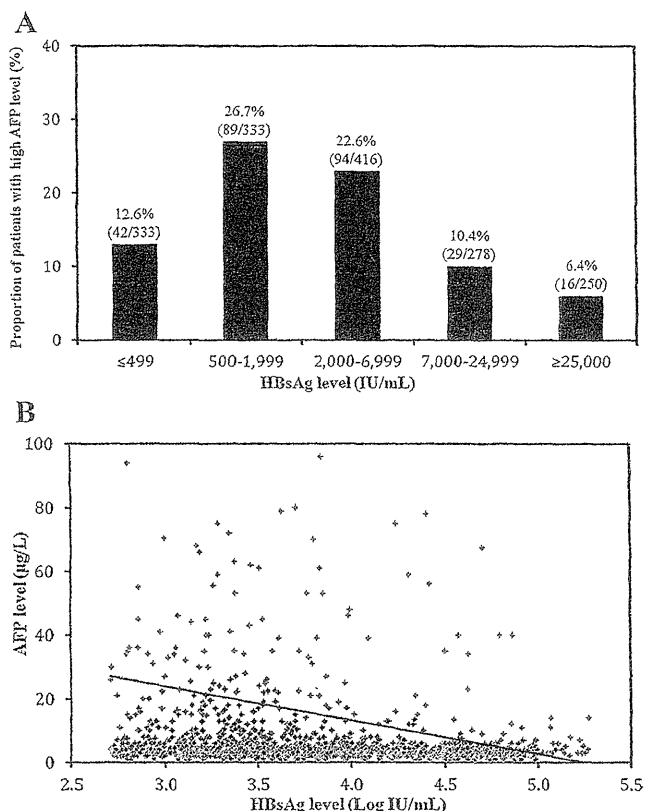 A
Proportion of patients with high AFP level (%)
40
30
20
10
0
12.6%
(42/333)
26.7%
(89/333)
22.6%
(94/416)
10.4%
(29/278)
6.4%
(16/250)
≤499 500-1,999 2,000-6,999 7,000-24,999 ≥25,000
HBsAg level (IU/mL)
B
AFP level (µg/L)
100
80
60
40
20
0
2.5 3.0 3.5 4.0 4.5 5.0 5.5
HBsAg level (Log IU/mL)